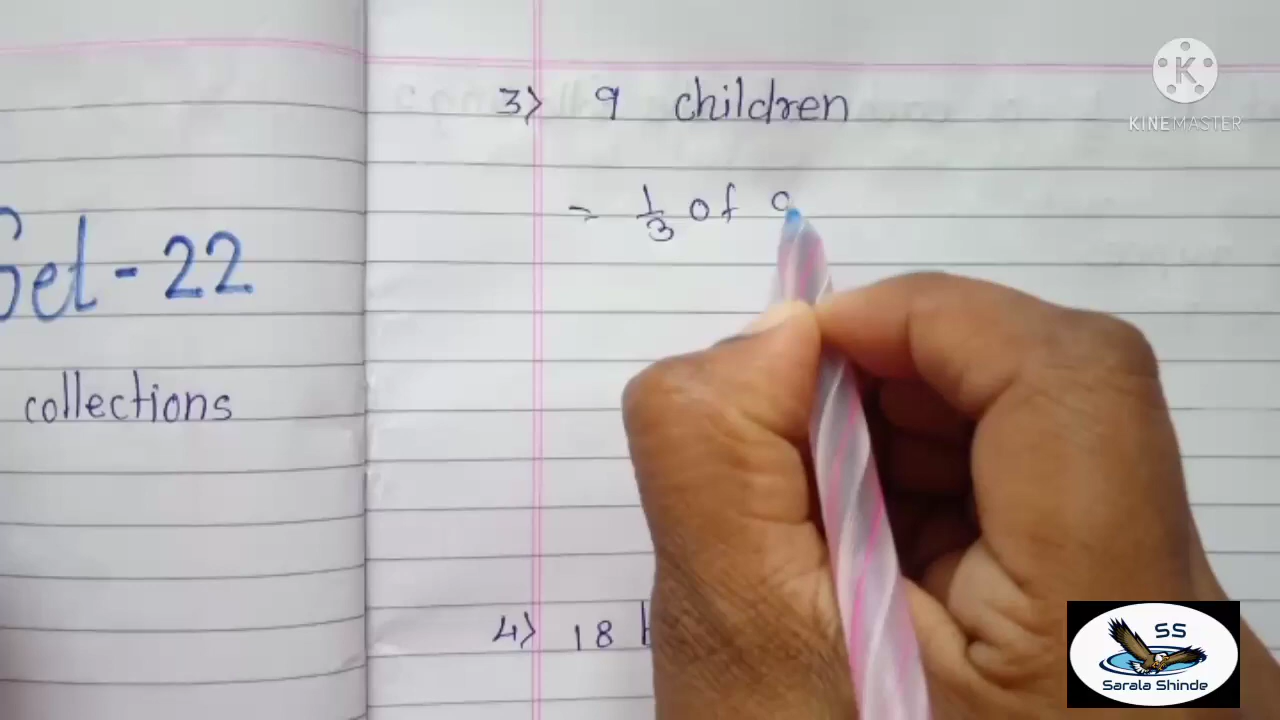 Set - 22
collections
3) 9 children
= 1/3 of 9
4) 18
KINEMASTER
SS
Sarala Shinde